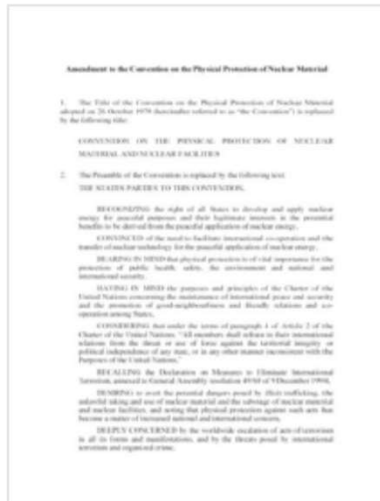 Amendment to the Convention on the Physical Protection of Nuclear Material
1. The Title of the Convention on the Physical Protection of Nuclear Material
adopted on 26 October 1979 (hereinafter referred to as "the Convention") is replaced
by the following title:
CONVENTION ON THE PHYSICAL PROTECTION OF NUCLEAR
MATERIAL AND NUCLEAR FACILITIES
2. The Preamble of the Convention is replaced by the following text:
THE STATES PARTIES TO THIS CONVENTION,
RECOGNIZING the right of all States to develop and apply nuclear
energy for peaceful purposes and their legitimate interests in the potential
benefits to be derived from the peaceful application of nuclear energy,
CONVINCED of the need to facilitate international co-operation and the
transfer of nuclear technology for the peaceful application of nuclear energy,
BEARING IN MIND that physical protection is of vital importance for the
protection of public health, safety, the environment and national and
international security,
HAVING IN MIND the purposes and principles of the Charter of the
United Nations concerning the maintenance of international peace and security
and the promotion of good-neighbourliness and friendly relations and co-
operation among States,
CONSIDERING that under the terms of paragraph 4 of Article 2 of the
Charter of the United Nations, "All members shall refrain in their international
relations from the threat or use of force against the territorial integrity or
political independence of any state, or in any other manner inconsistent with the
Purposes of the United Nations,"
RECALLING the Declaration on Measures to Eliminate International
Terrorism, annexed to General Assembly resolution 49/60 of 9 December 1994,
DESIRING to avert the potential dangers posed by illicit trafficking, the
unlawful taking and use of nuclear material and the sabotage of nuclear material
and nuclear facilities, and noting that physical protection against such acts has
become a matter of increased national and international concern,
DEEPLY CONCERNED by the worldwide escalation of acts of terrorism
in all its forms and manifestations, and by the threats posed by international
terrorism and organized crime,